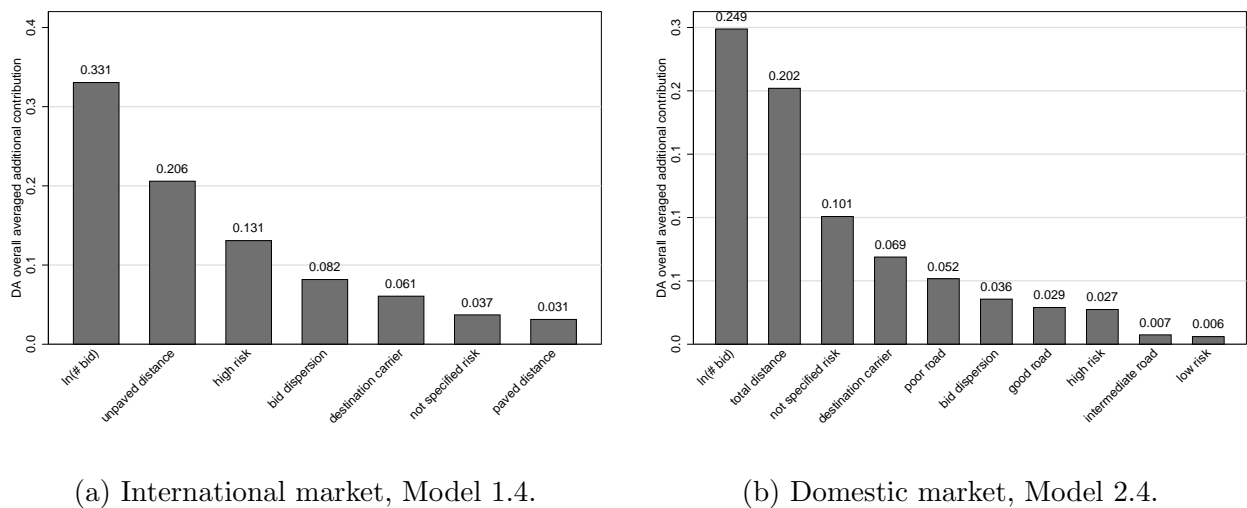 DA overall averaged additional contribution
0.4
0.3
0.2
0.1
0.0
0.331
0.206
0.131
0.082
0.061
0.037
0.031
ln(# bid)
unpaved distance
high risk
bid dispersion
destination carrier
not specified risk
paved distance
(a) International market, Model 1.4.
DA overall averaged additional contribution
0.3
0.2
0.1
0.1
0.1
0.0
0.249
0.202
0.101
0.069
0.052
0.036
0.029
0.027
0.007
0.006
ln(# bid)
total distance
not specified risk
destination carrier
poor road
bid dispersion
good road
high risk
intermediate road
low risk
(b) Domestic market, Model 2.4.